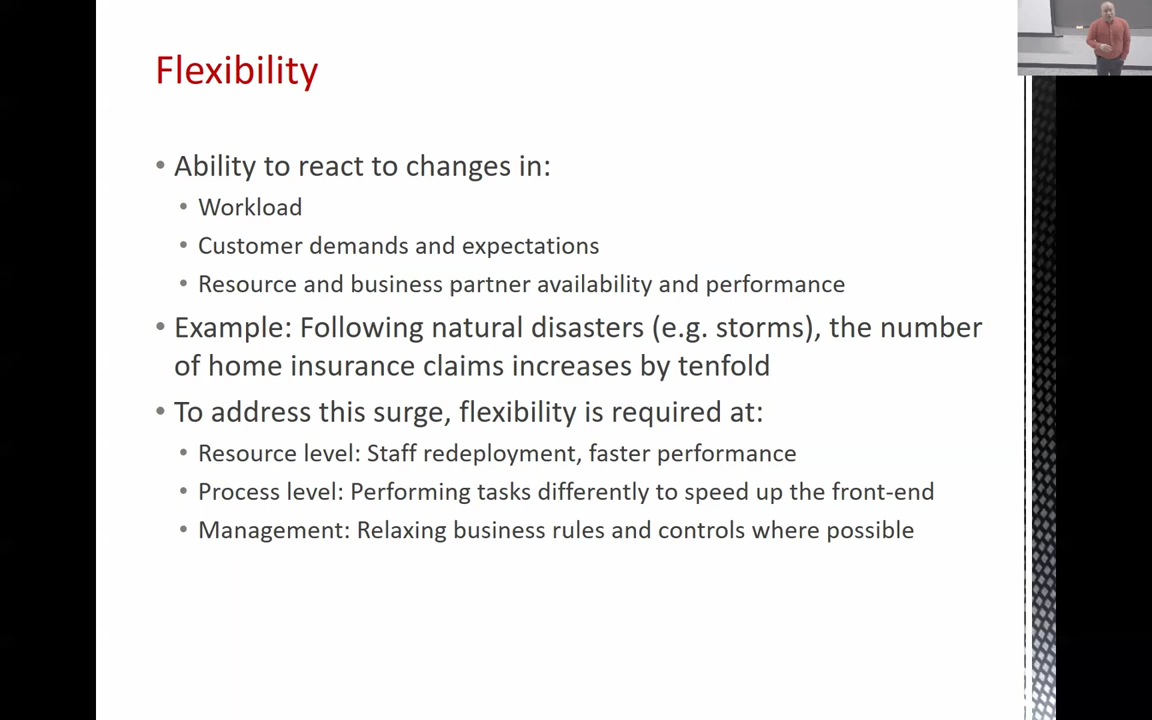 Flexibility
• Ability to react to changes in:
• Workload
• Customer demands and expectations
• Resource and business partner availability and performance
• Example: Following natural disasters (e.g. storms), the number
of home insurance claims increases by tenfold
• To address this surge, flexibility is required at:
• Resource level: Staff redeployment, faster performance
• Process level: Performing tasks differently to speed up the front-end
• Management: Relaxing business rules and controls where possible